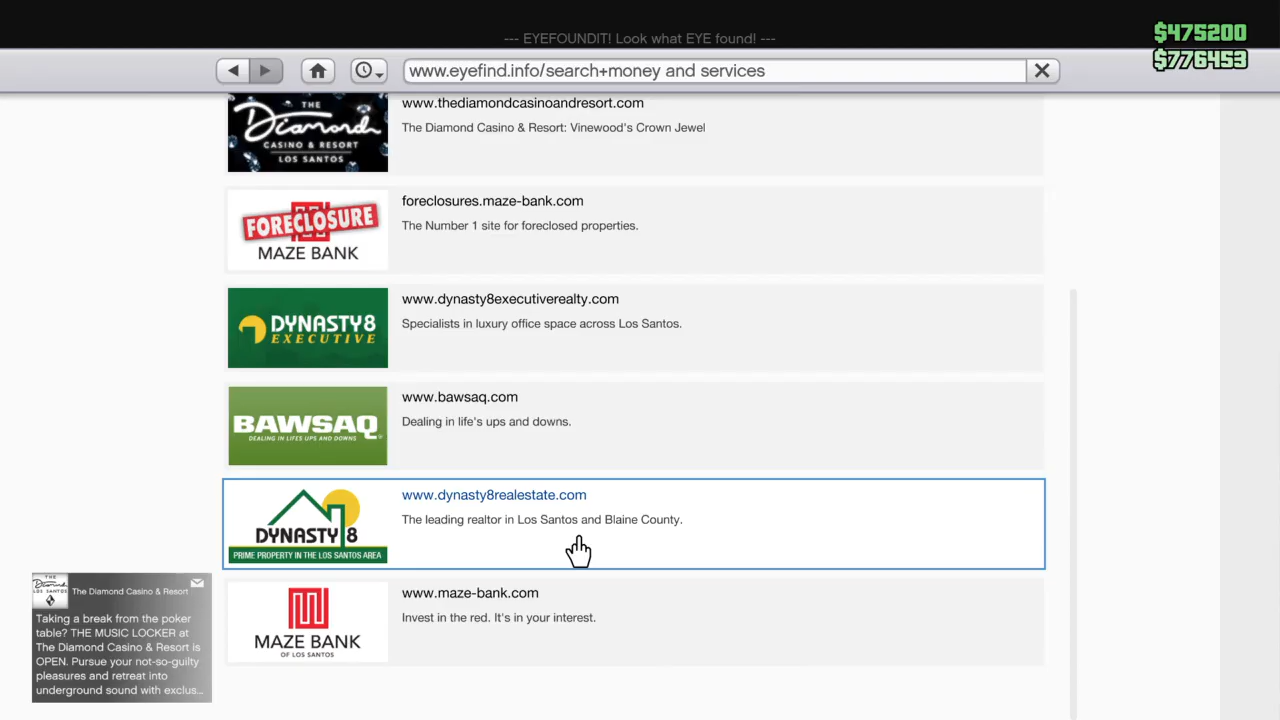 --- EYEFOUNDIT! Look what EYE found! ---
$475200
$776453
www.eyefind.info/search+money and services
THE
Diamond
CASINO & RESORT
LOS SANTOS
www.thediamondcasinoandresort.com
The Diamond Casino & Resort: Vinewood's Crown Jewel
FORECLOSURE
MAZE BANK
foreclosures.maze-bank.com
The Number 1 site for foreclosed properties.
DYNASTY8
EXECUTIVE
www.dynasty8executiverealty.com
Specialists in luxury office space across Los Santos.
BAWSAQ
DEALING IN LIFES UPS AND DOWNS
www.bawsaq.com
Dealing in life's ups and downs.
DYNASTY 8
PRIME PROPERTY IN THE LOS SANTOS AREA
www.dynasty8realestate.com
The leading realtor in Los Santos and Blaine County.
MAZE BANK
OF LOS SANTOS
www.maze-bank.com
Invest in the red. It's in your interest.
THE
Diamond
LOS SANTOS
The Diamond Casino & Resort
Taking a break from the poker
table? THE MUSIC LOCKER at
The Diamond Casino & Resort is
OPEN. Pursue your not-so-guilty
pleasures and retreat into
underground sound with exclus...